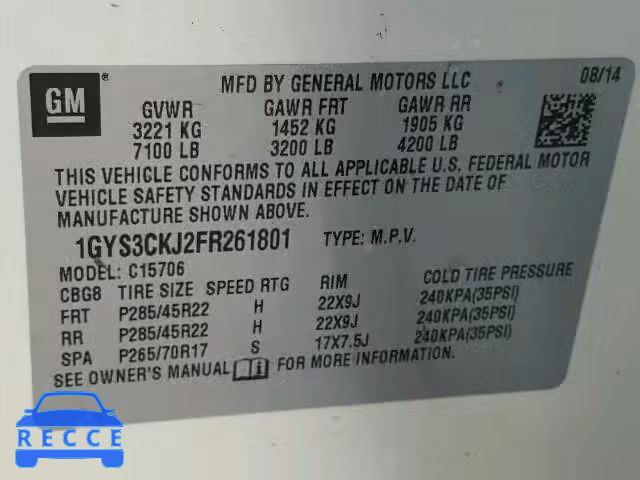 GM
MFD BY GENERAL MOTORS LLC 08/14
GVWR GAWR FRT GAWR RR
3221 KG 1452 KG 1905 KG
7100 LB 3200 LB 4200 LB
THIS VEHICLE CONFORMS TO ALL APPLICABLE U.S. FEDERAL MOTOR
VEHICLE SAFETY STANDARDS IN EFFECT ON THE DATE OF
MANUFACTURE SHOWN ABOVE.
1GYS3CKJ2FR261801 TYPE: M.P.V.
MODEL: C15706
CBG8 TIRE SIZE SPEED RTG RIM COLD TIRE PRESSURE
FRT P285/45R22 H 22X9J 240KPA(35PSI)
RR P285/45R22 H 22X9J 240KPA(35PSI)
SPA P265/70R17 S 17X7.5J 240KPA(35PSI)
SEE OWNER'S MANUAL FOR MORE INFORMATION.
RECCE